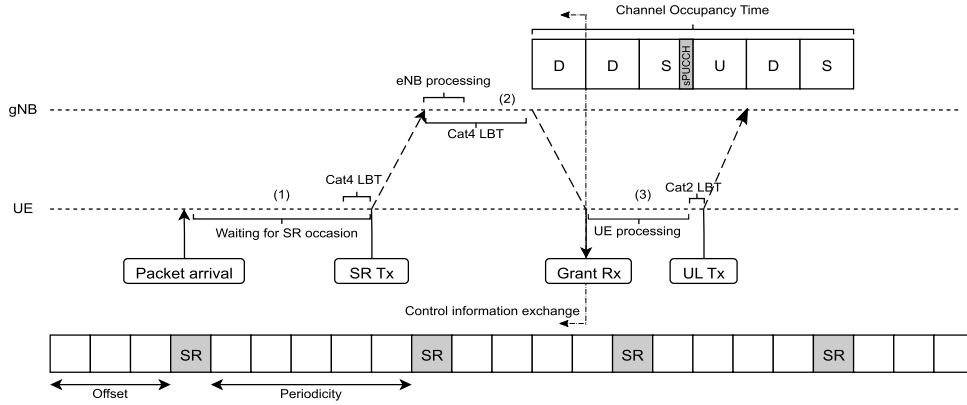 Channel Occupancy Time
D D S sPUCCH U D S
eNB processing
(2)
gNB
Cat4 LBT
Cat4 LBT
(1)
(3)
Cat2 LBT
UE
Waiting for SR occasion
UE processing
Packet arrival
SR Tx
Grant Rx
UL Tx
Control information exchange
SR SR SR SR
Offset
Periodicity